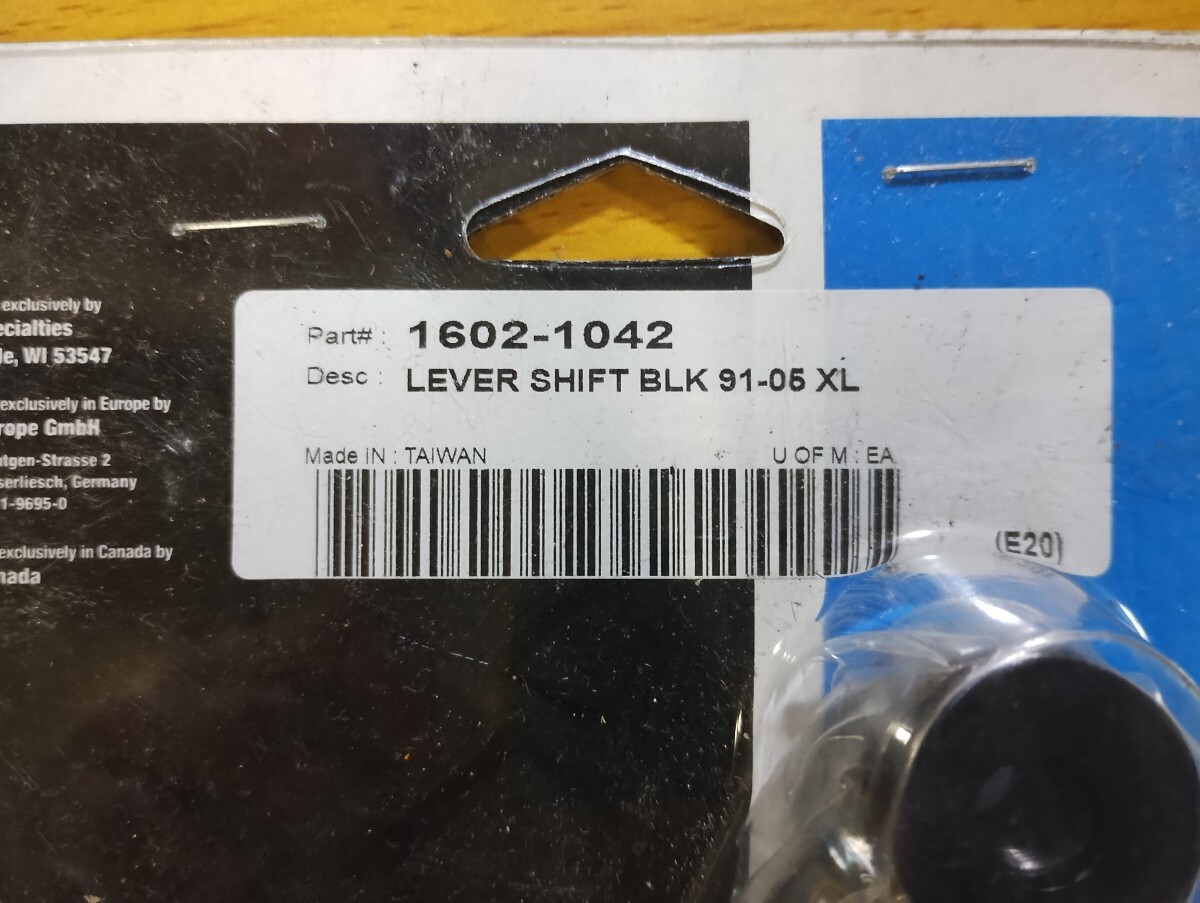 exclusively by
ecialties
le, WI 53547
exclusively in Europe by
rope GmbH
ntgen-Strasse 2
serliesch, Germany
1-9695-0
exclusively in Canada by
nada
Part# : 1602-1042
Desc : LEVER SHIFT BLK 91-05 XL
Made IN : TAIWAN U OF M : EA
(E20)